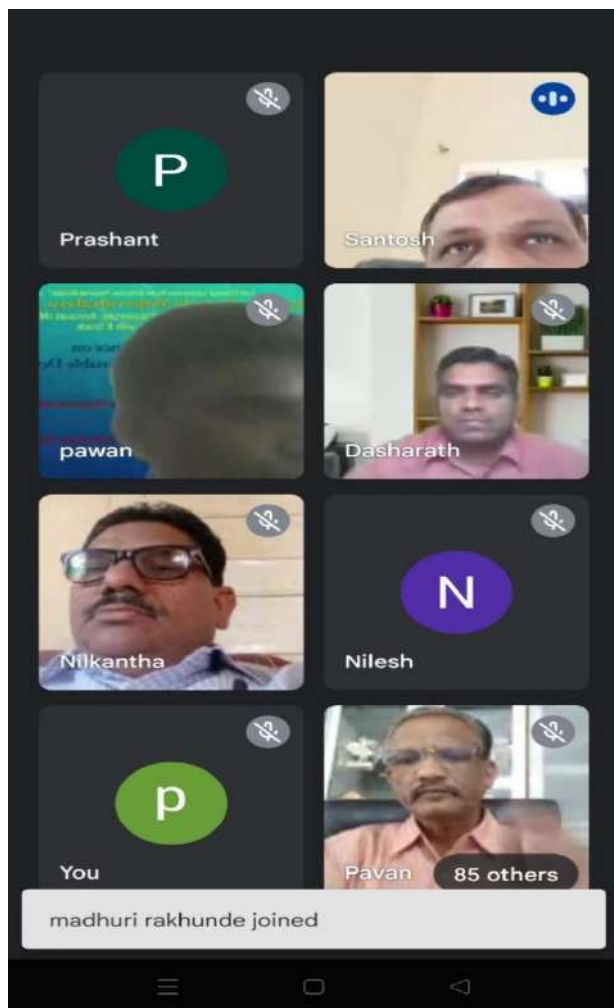 P
Prashant
Santosh
pawan
Dasharath
Nilkantha
N
Nilesh
p
You
Pavan
85 others
madhuri rakhunde joined